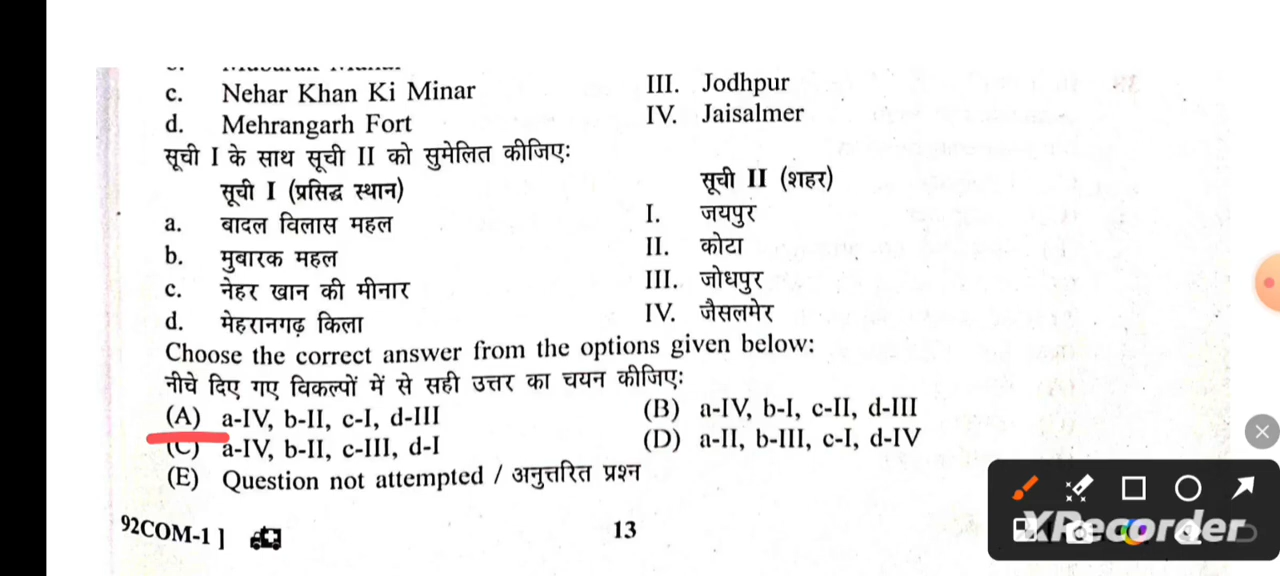 c. Nehar Khan Ki Minar III. Jodhpur
d. Mehrangarh Fort IV. Jaisalmer
सूची I के साथ सूची II को सुमेलित कीजिए:
सूची I (प्रसिद्ध स्थान) सूची II (शहर)
a. बादल विलास महल I. जयपुर
b. मुबारक महल II. कोटा
c. नेहर खान की मीनार III. जोधपुर
d. मेहरानगढ़ किला IV. जैसलमेर
Choose the correct answer from the options given below:
नीचे दिए गए विकल्पों में से सही उत्तर का चयन कीजिए:
(A) a-IV, b-II, c-I, d-III (B) a-IV, b-I, c-II, d-III
(C) a-IV, b-II, c-III, d-I (D) a-II, b-III, c-I, d-IV
(E) Question not attempted / अनुत्तरित प्रश्न
92COM-1 ] 13
XRecorder